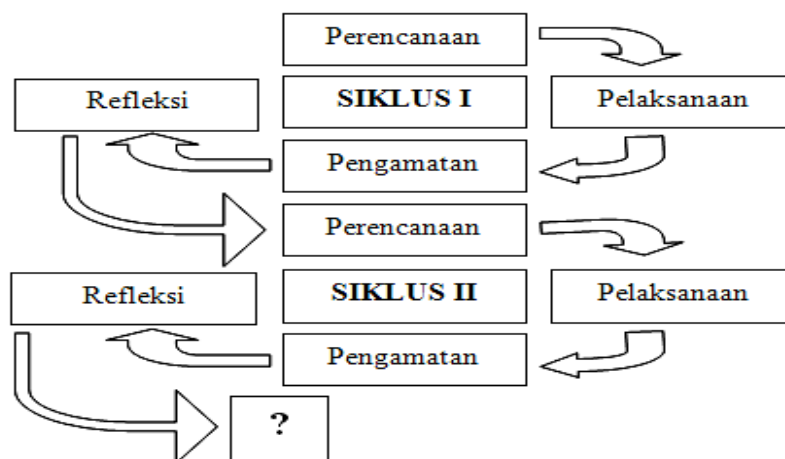 Perencanaan
Refleksi
SIKLUS I
Pelaksanaan
Pengamatan
Perencanaan
Refleksi
SIKLUS II
Pelaksanaan
Pengamatan
?